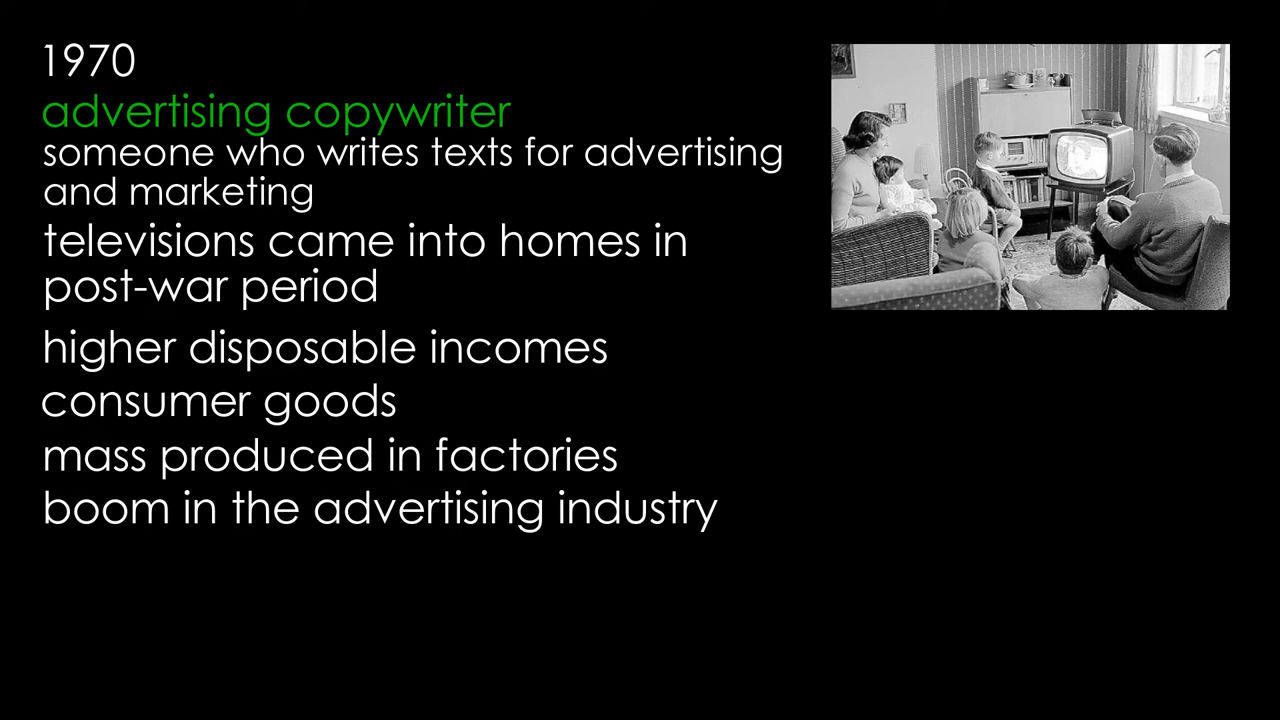 1970
advertising copywriter
someone who writes texts for advertising
and marketing
televisions came into homes in
post-war period
higher disposable incomes
consumer goods
mass produced in factories
boom in the advertising industry